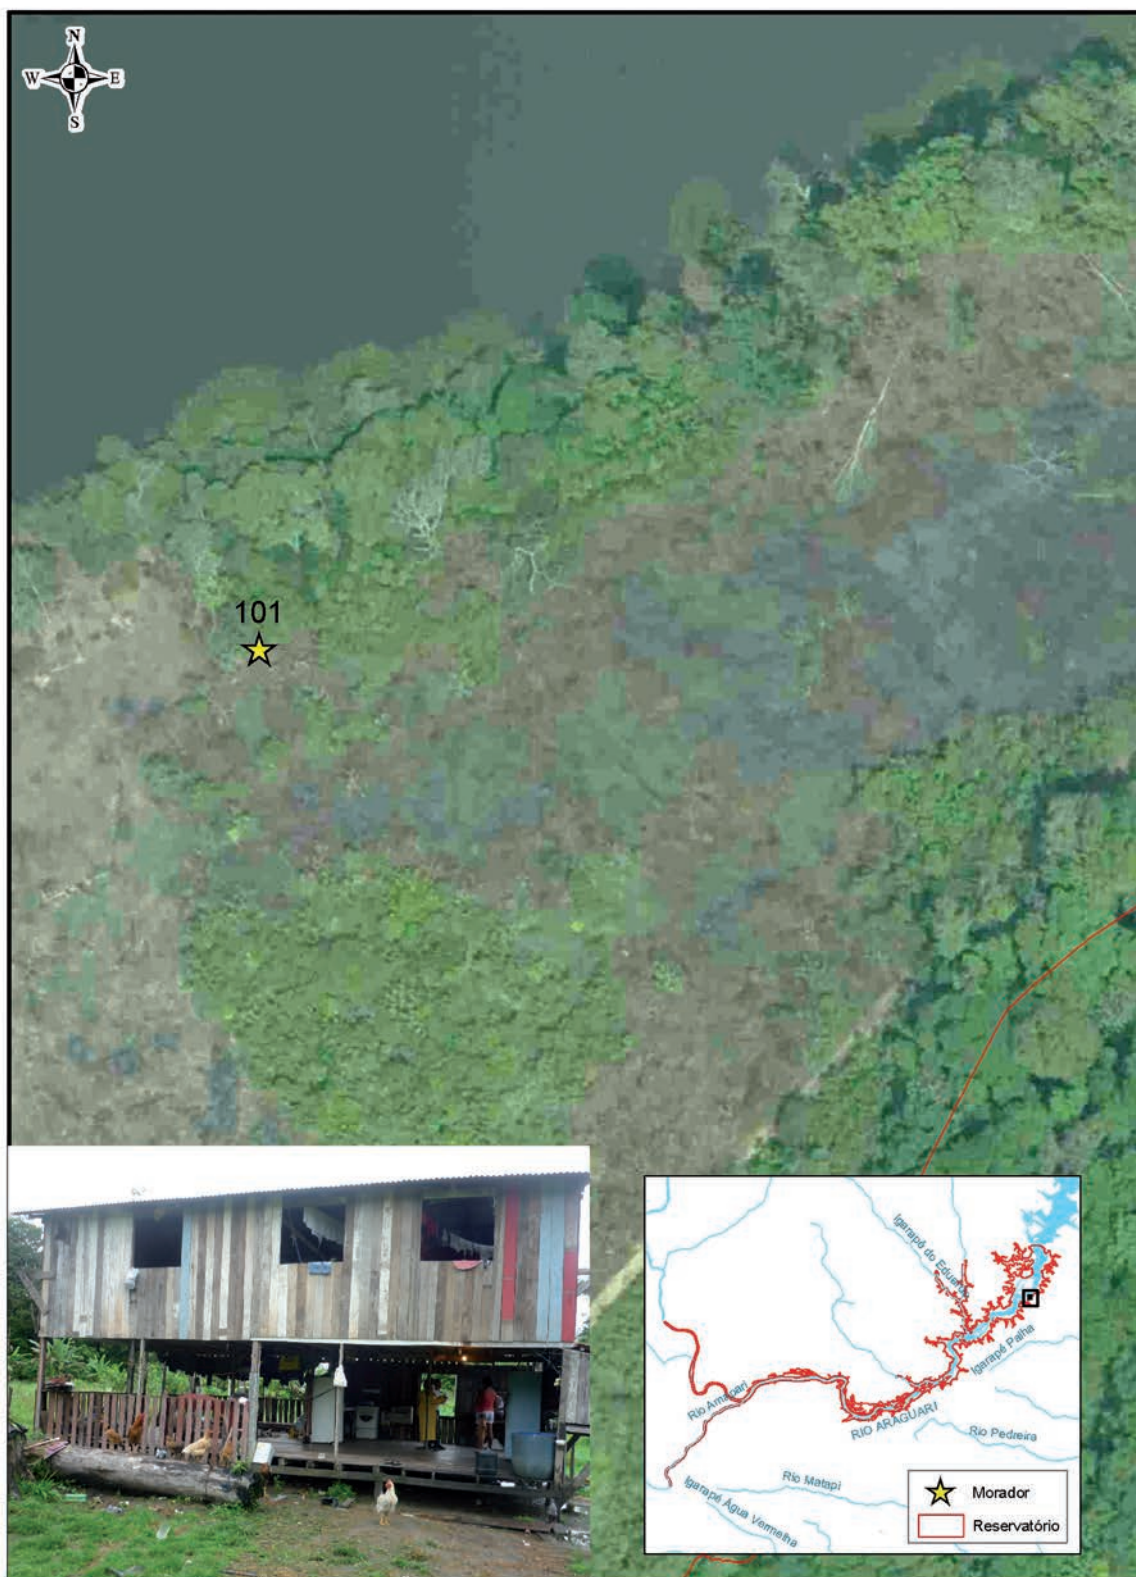 N
W
E
S
101
Igarapé do Eduardo
Igarapé Palha
Rio Amapari
RIO ARAGUARI
Rio Pedreira
Rio Matapi
Igarapé Água Vermelha
Morador
Reservatório